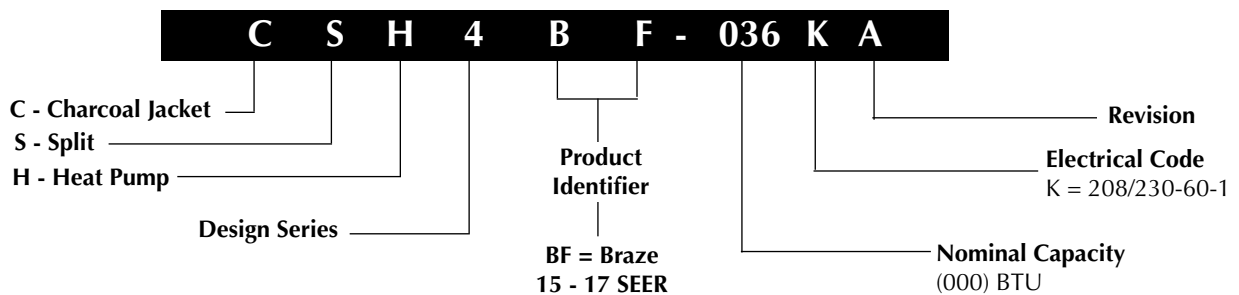 C S H 4 B F - 036 K A
C - Charcoal Jacket
S - Split
H - Heat Pump
Design Series
Product
Identifier
BF = Braze
15 - 17 SEER
Revision
Electrical Code
K = 208/230-60-1
Nominal Capacity
(000) BTU